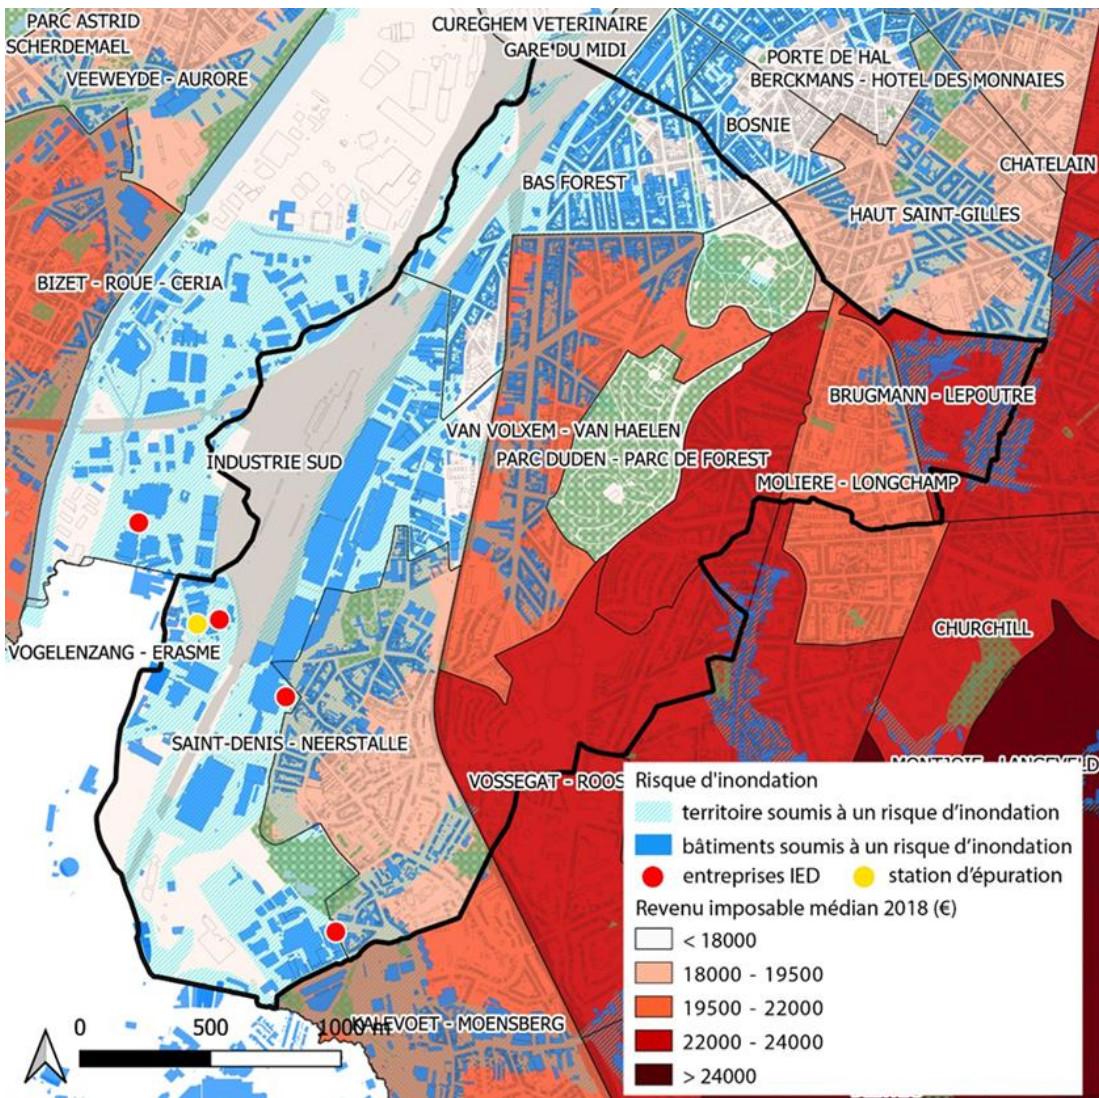 PARC ASTRID
SCHERDEMAEL
VEEWEYDE - AURORE
CUREGHEM VETERINAIRE
GARE DU MIDI
PORTE DE HAL
BERCKMANS - HOTEL DES MONNAIES
BOSNIE
CHATELAIN
BAS FOREST
HAUT SAINT-GILLES
BIZET - ROUE - CERIA
BRUGMANN - LEPOUTRE
VAN VOLXEM - VAN HAELEN
INDUSTRIE SUD
PARC DUDEN - PARC DE FOREST
MOLIERE - LONGCHAMP
CHURCHILL
VOGELENZANG - ERASME
SAINT-DENIS - NEERSTALLE
VOSSEGAT - ROOS
MONTJOIE - LANGEVELD
Risque d'inondation
territoire soumis à un risque d'inondation
bâtiments soumis à un risque d'inondation
entreprises IED
station d'épuration
Revenu imposable médian 2018 (€)
< 18000
18000 - 19500
19500 - 22000
22000 - 24000
> 24000
0 500 1000 m
KALEVOET - MOENSBERG